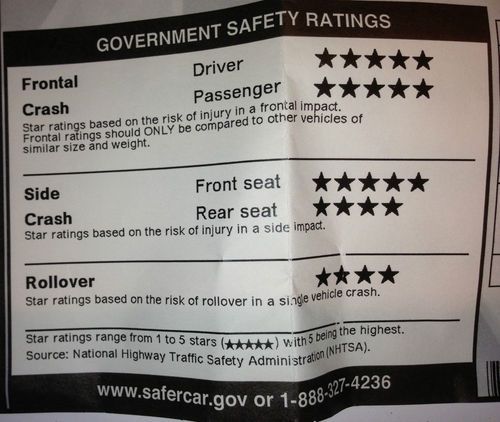 GOVERNMENT SAFETY RATINGS
Frontal Driver ★★★★★
Crash Passenger ★★★★★
Star ratings based on the risk of injury in a frontal impact.
Frontal ratings should ONLY be compared to other vehicles of
similar size and weight.
Side Front seat ★★★★★
Crash Rear seat ★★★★
Star ratings based on the risk of injury in a side impact.
Rollover ★★★★
Star ratings based on the risk of rollover in a single vehicle crash.
Star ratings range from 1 to 5 stars (★★★★★) with 5 being the highest.
Source: National Highway Traffic Safety Administration (NHTSA).
www.safercar.gov or 1-888-327-4236